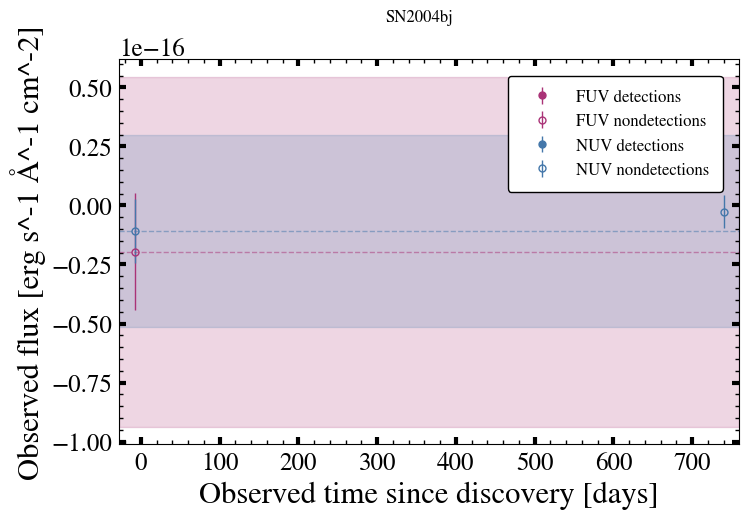 SN2004bj
1e−16
Observed flux [erg s^-1 Å^-1 cm^-2]
0.50
0.25
0.00
−0.25
−0.50
−0.75
−1.00
FUV detections
FUV nondetections
NUV detections
NUV nondetections
0 100 200 300 400 500 600 700
Observed time since discovery [days]